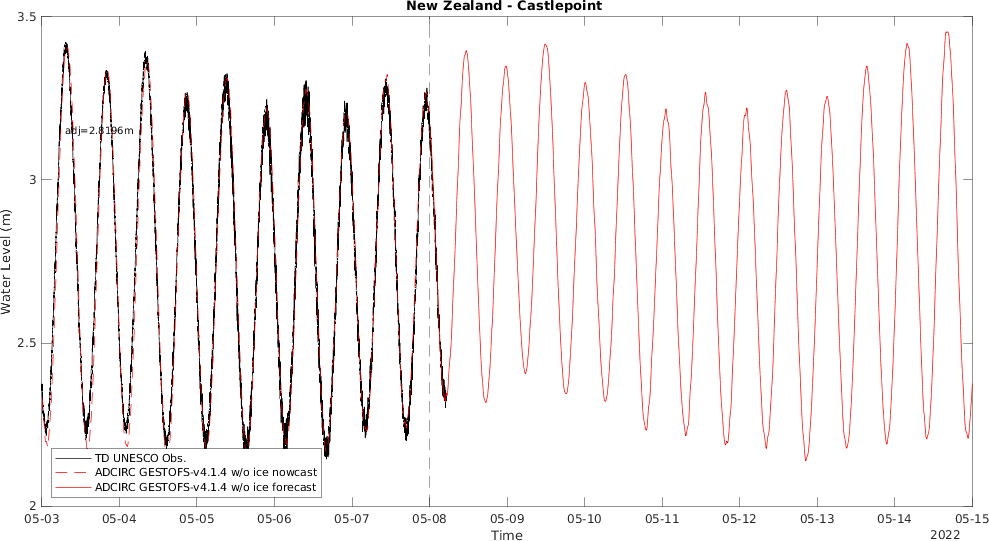 New Zealand - Castlepoint
3.5
3
2.5
2
Water Level (m)
adj=2.8196m
TD UNESCO Obs.
ADCIRC GESTOFS-v4.1.4 w/o ice nowcast
ADCIRC GESTOFS-v4.1.4 w/o ice forecast
05-03 05-04 05-05 05-06 05-07 05-08 05-09 05-10 05-11 05-12 05-13 05-14 05-15
Time
2022